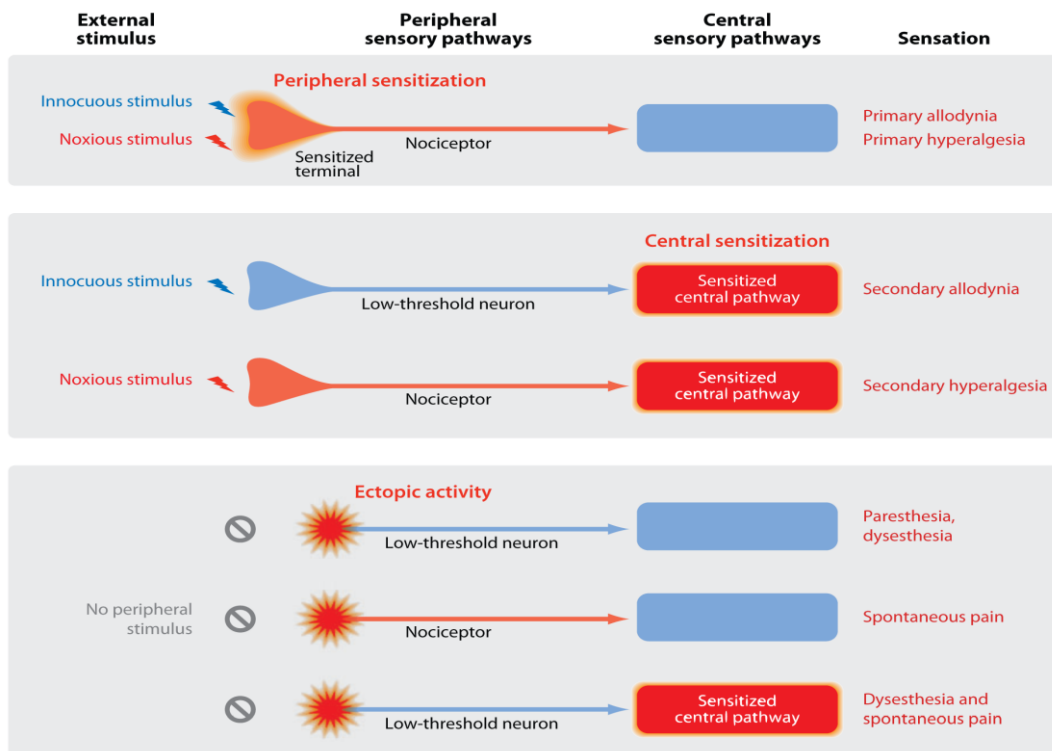 External
stimulus
Peripheral
sensory pathways
Central
sensory pathways
Sensation
Peripheral sensitization
Innocuous stimulus
Noxious stimulus
Sensitized
terminal
Nociceptor
Primary allodynia
Primary hyperalgesia
Central sensitization
Innocuous stimulus
Low-threshold neuron
Sensitized
central pathway
Secondary allodynia
Noxious stimulus
Nociceptor
Sensitized
central pathway
Secondary hyperalgesia
Ectopic activity
Low-threshold neuron
Paresthesia,
dysesthesia
No peripheral
stimulus
Nociceptor
Spontaneous pain
Low-threshold neuron
Sensitized
central pathway
Dysesthesia and
spontaneous pain